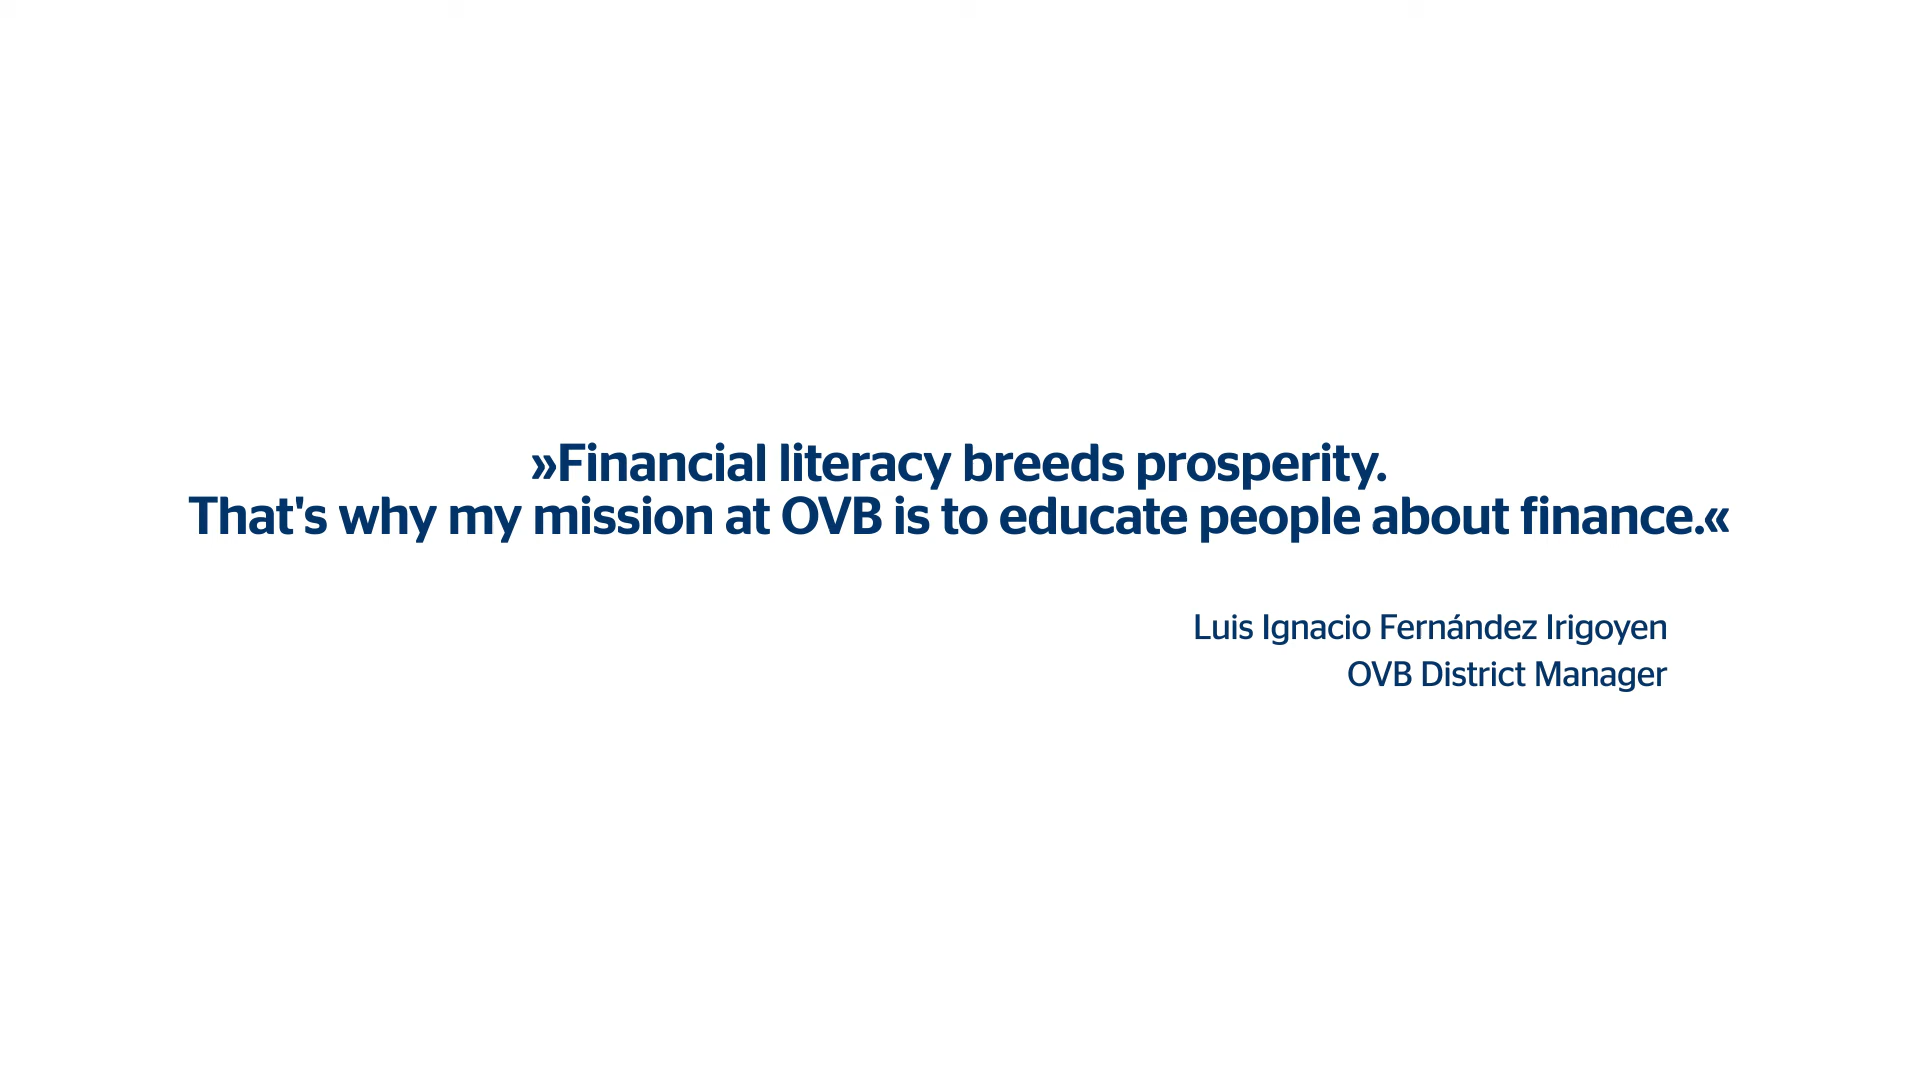 »Financial literacy breeds prosperity.
That's why my mission at OVB is to educate people about finance.«
Luis Ignacio Fernández Irigoyen
OVB District Manager